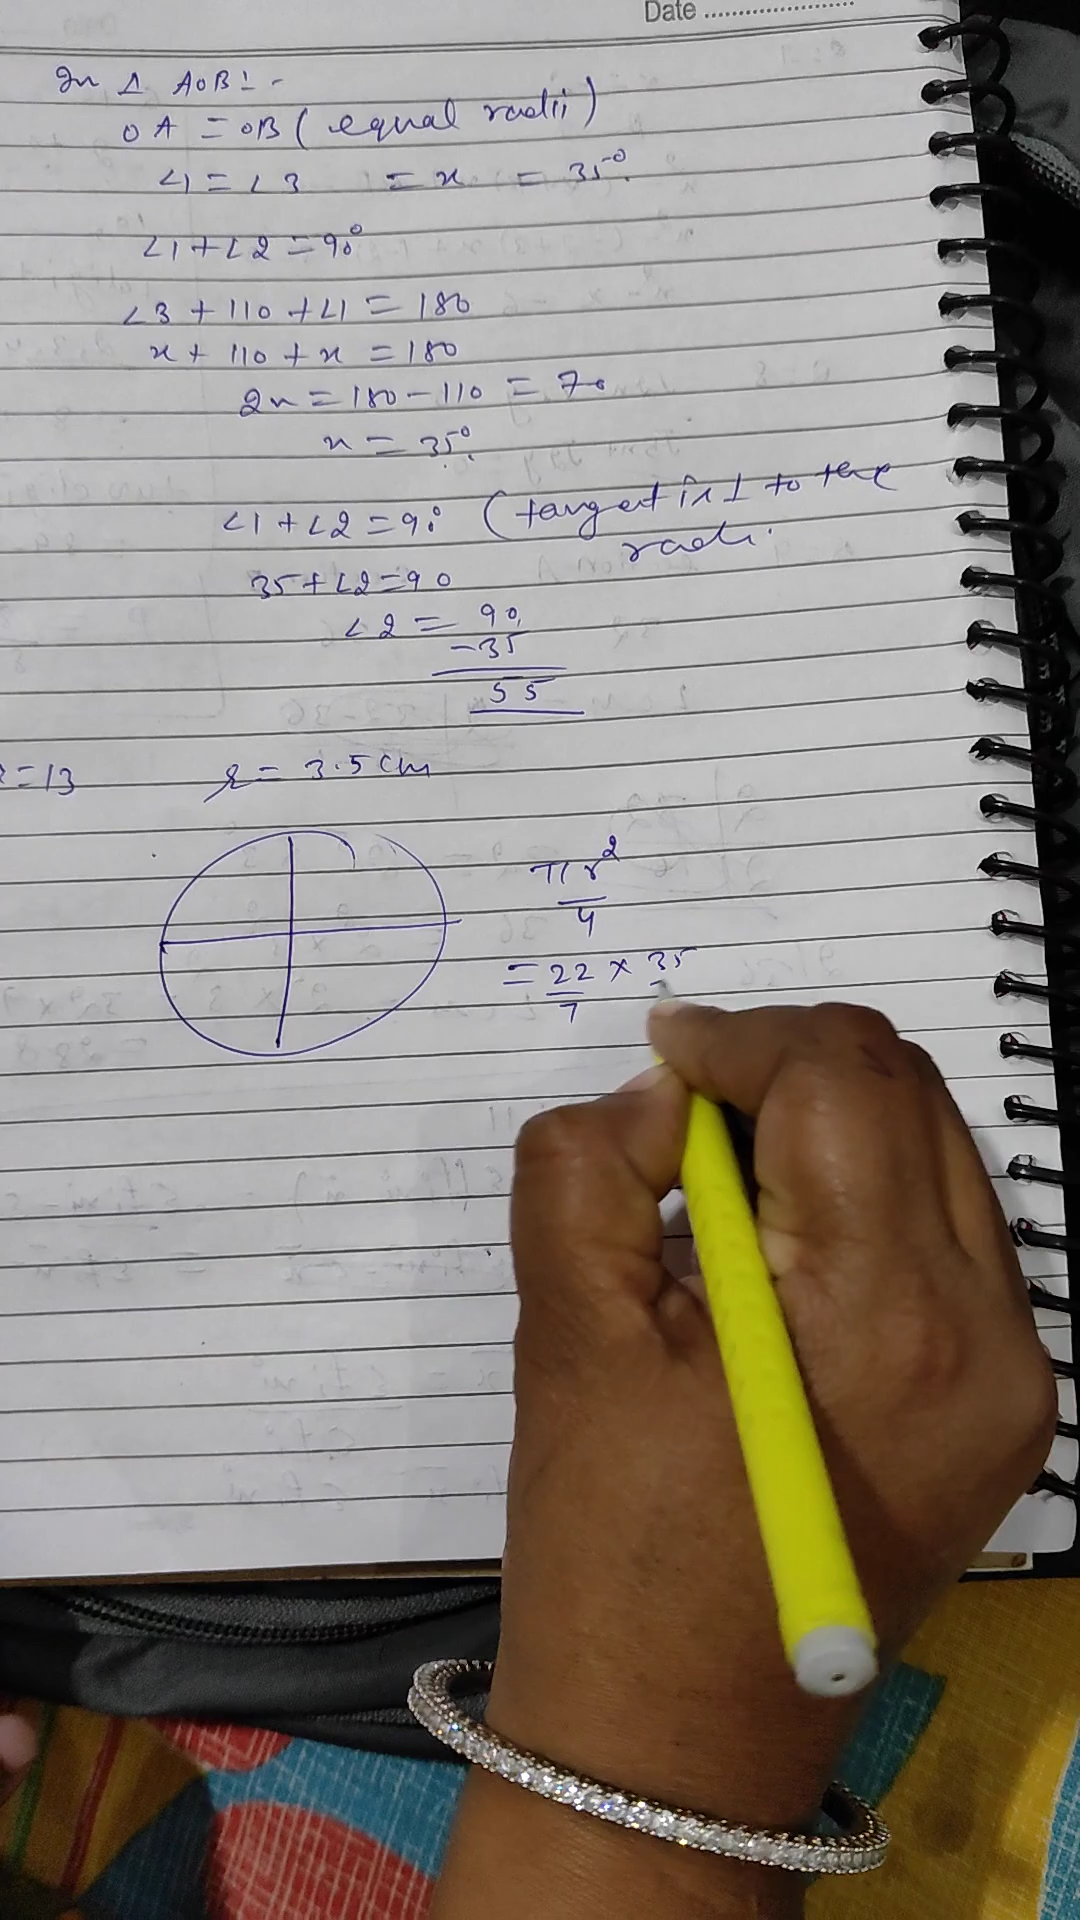 Date ......................
In Δ AOB :-
OA = OB ( equal radii )
∠1 = ∠3 = x = 35°.
∠1 + ∠2 = 90°
∠3 + 110 + ∠1 = 180
x + 110 + x = 180
2x = 180 - 110 = 70
x = 35°.
∠1 + ∠2 = 90° ( tangent is ⊥ to the
radi.
35 + ∠2 = 90
∠2 = 90
- 35
55
=13 r = 3.5 cm
πr²
4
= 22 × 35
7